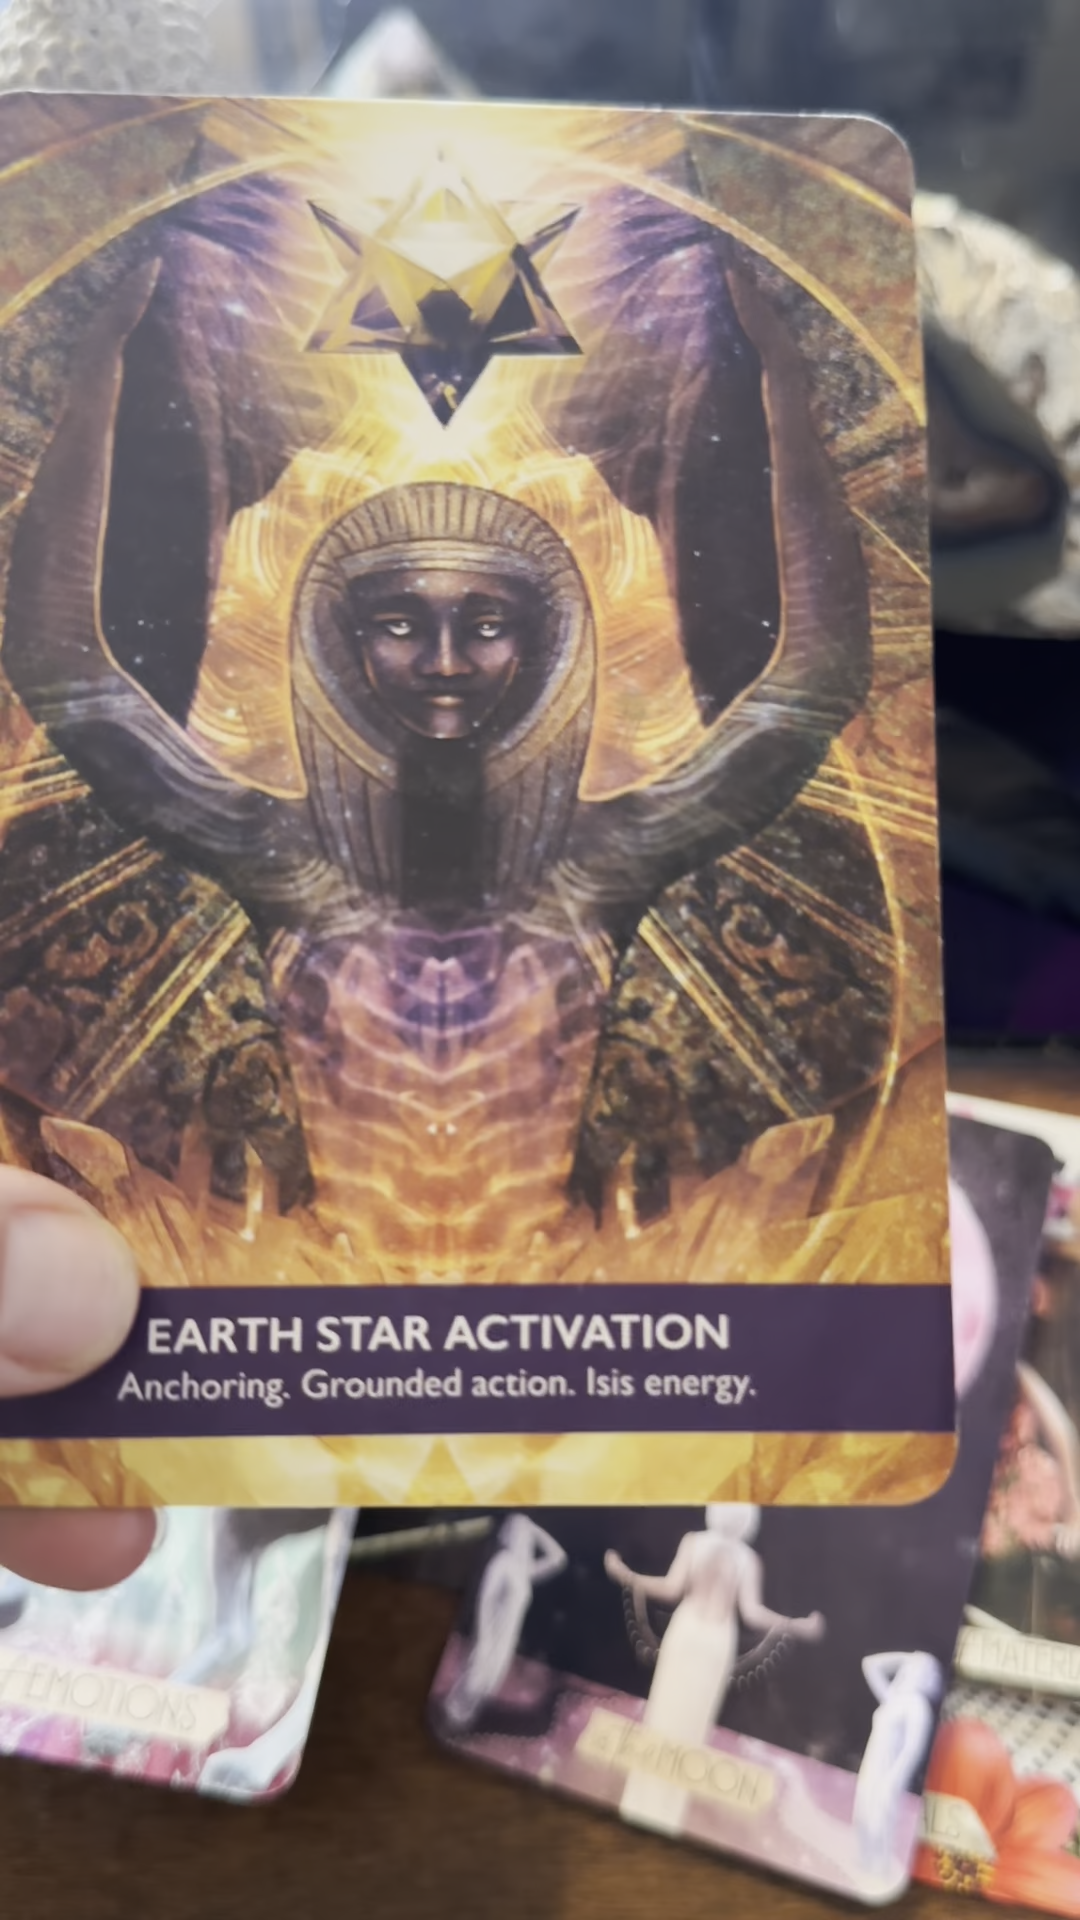 EARTH STAR ACTIVATION
Anchoring. Grounded action. Isis energy.
EMOTIONS
MOON